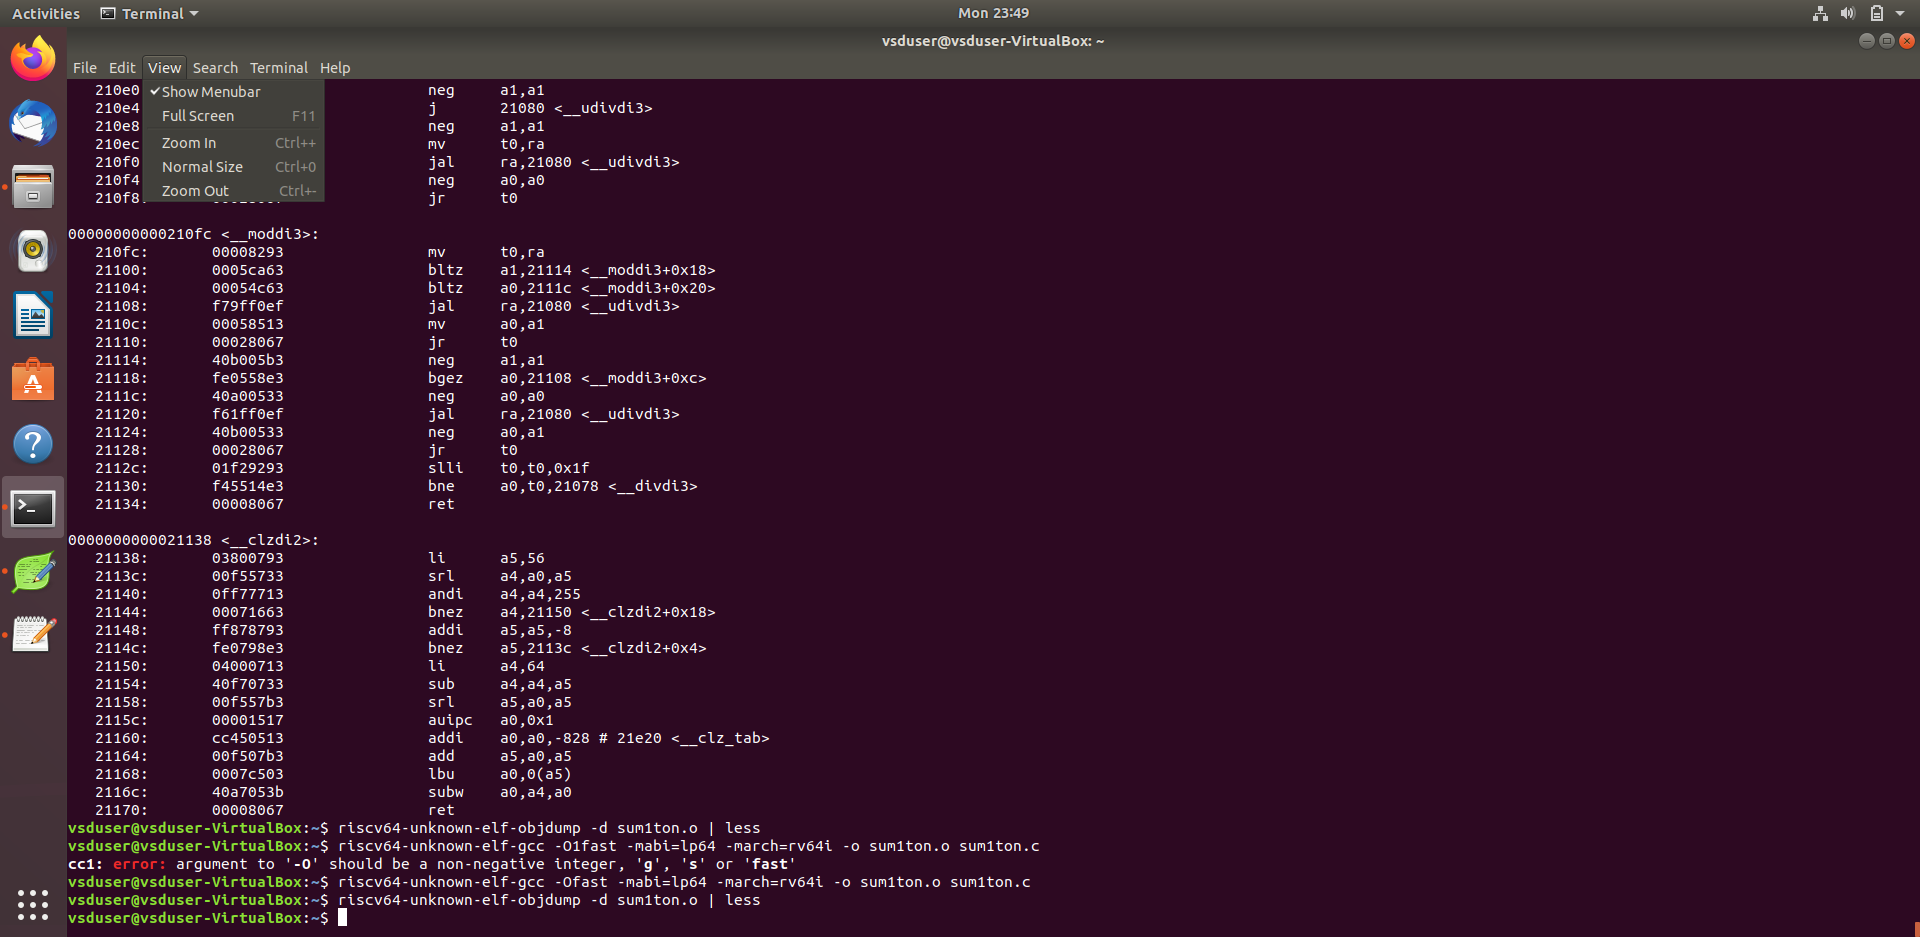 Activities Terminal Mon 23:49
vsduser@vsduser-VirtualBox: ~
File Edit View Search Terminal Help
Show Menubar
Full Screen F11
Zoom In Ctrl++
Normal Size Ctrl+0
Zoom Out Ctrl+-
210e0 neg a1,a1
210e4 j 21080 <__udivdi3>
210e8 neg a1,a1
210ec mv t0,ra
210f0 jal ra,21080 <__udivdi3>
210f4 neg a0,a0
210f8: jr t0
00000000000210fc <__moddi3>:
210fc: 00008293 mv t0,ra
21100: 0005ca63 bltz a1,21114 <__moddi3+0x18>
21104: 00054c63 bltz a0,2111c <__moddi3+0x20>
21108: f79ff0ef jal ra,21080 <__udivdi3>
2110c: 00058513 mv a0,a1
21110: 00028067 jr t0
21114: 40b005b3 neg a1,a1
21118: fe0558e3 bgez a0,21108 <__moddi3+0xc>
2111c: 40a00533 neg a0,a0
21120: f61ff0ef jal ra,21080 <__udivdi3>
21124: 40b00533 neg a0,a1
21128: 00028067 jr t0
2112c: 01f29293 slli t0,t0,0x1f
21130: f45514e3 bne a0,t0,21078 <__divdi3>
21134: 00008067 ret
0000000000021138 <__clzdi2>:
21138: 03800793 li a5,56
2113c: 00f55733 srl a4,a0,a5
21140: 0ff77713 andi a4,a4,255
21144: 00071663 bnez a4,21150 <__clzdi2+0x18>
21148: ff878793 addi a5,a5,-8
2114c: fe0798e3 bnez a5,2113c <__clzdi2+0x4>
21150: 04000713 li a4,64
21154: 40f70733 sub a4,a4,a5
21158: 00f557b3 srl a5,a0,a5
2115c: 00001517 auipc a0,0x1
21160: cc450513 addi a0,a0,-828 # 21e20 <__clz_tab>
21164: 00f507b3 add a5,a0,a5
21168: 0007c503 lbu a0,0(a5)
2116c: 40a7053b subw a0,a4,a0
21170: 00008067 ret
vsduser@vsduser-VirtualBox:~$ riscv64-unknown-elf-objdump -d sum1ton.o | less
vsduser@vsduser-VirtualBox:~$ riscv64-unknown-elf-gcc -O1fast -mabi=lp64 -march=rv64i -o sum1ton.o sum1ton.c
cc1: error: argument to '-O' should be a non-negative integer, 'g', 's' or 'fast'
vsduser@vsduser-VirtualBox:~$ riscv64-unknown-elf-gcc -Ofast -mabi=lp64 -march=rv64i -o sum1ton.o sum1ton.c
vsduser@vsduser-VirtualBox:~$ riscv64-unknown-elf-objdump -d sum1ton.o | less
vsduser@vsduser-VirtualBox:~$